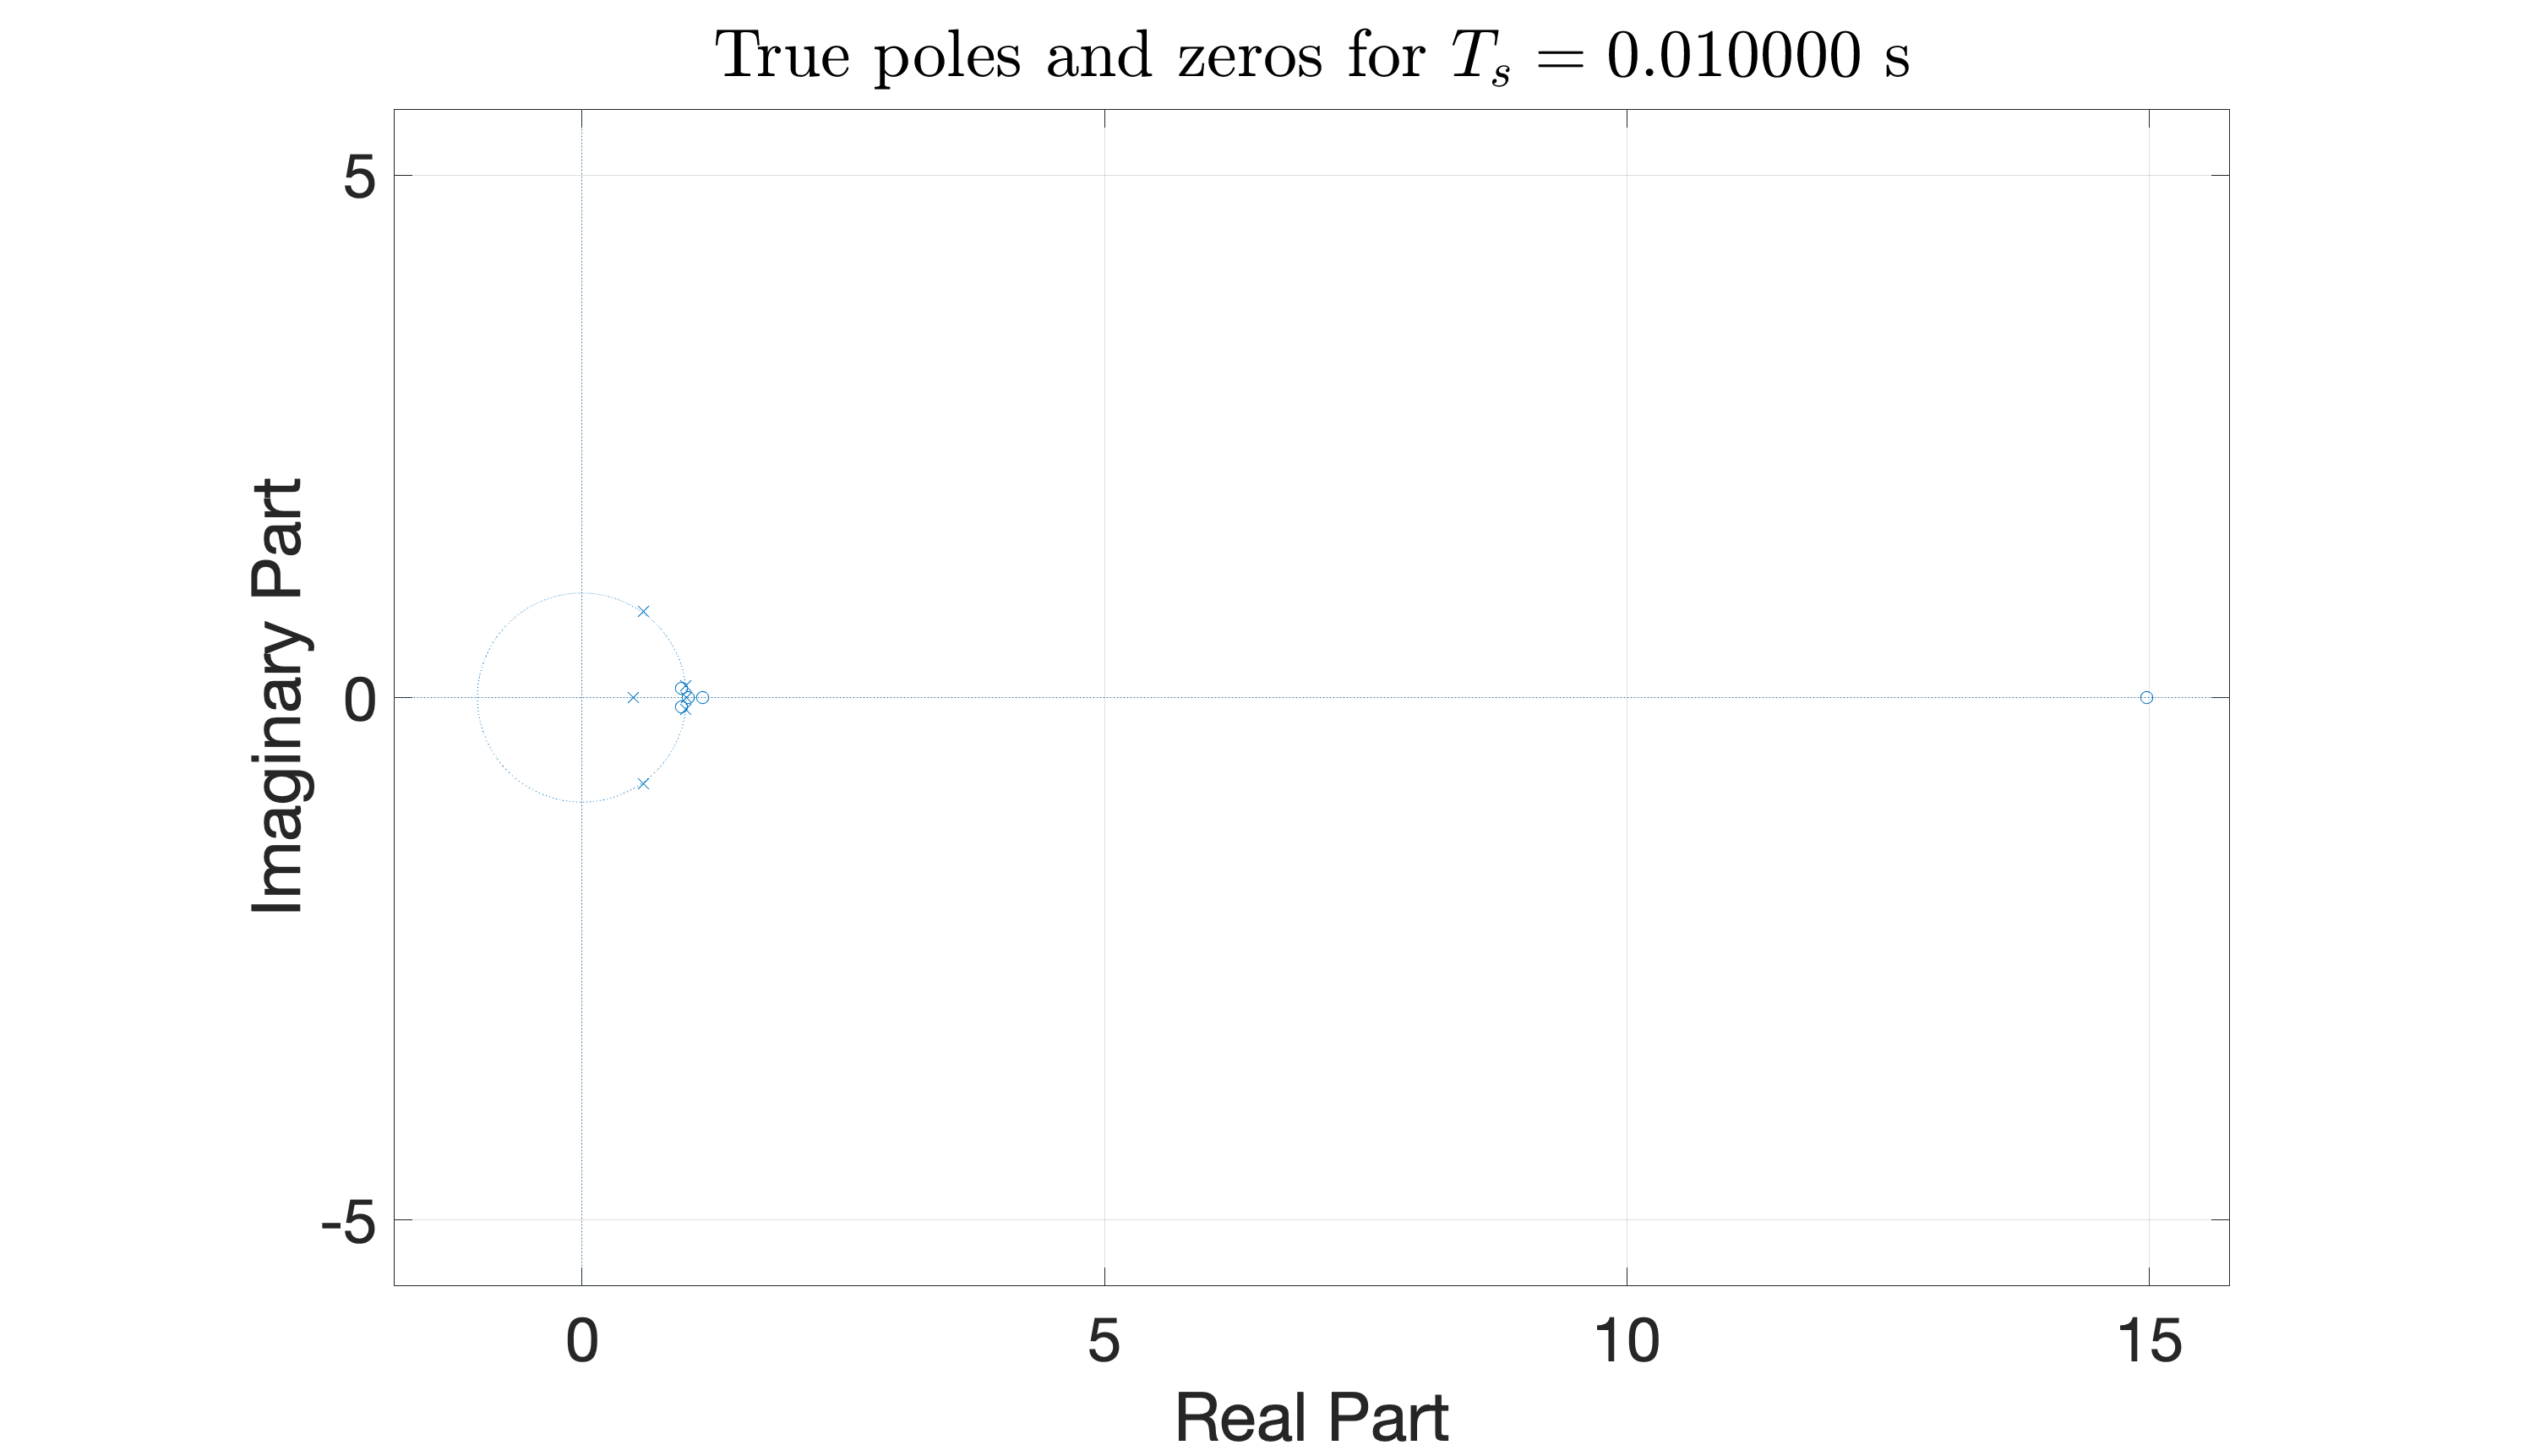 True poles and zeros for T_s = 0.010000 s
5
0
-5
Imaginary Part
0 5 10 15
Real Part